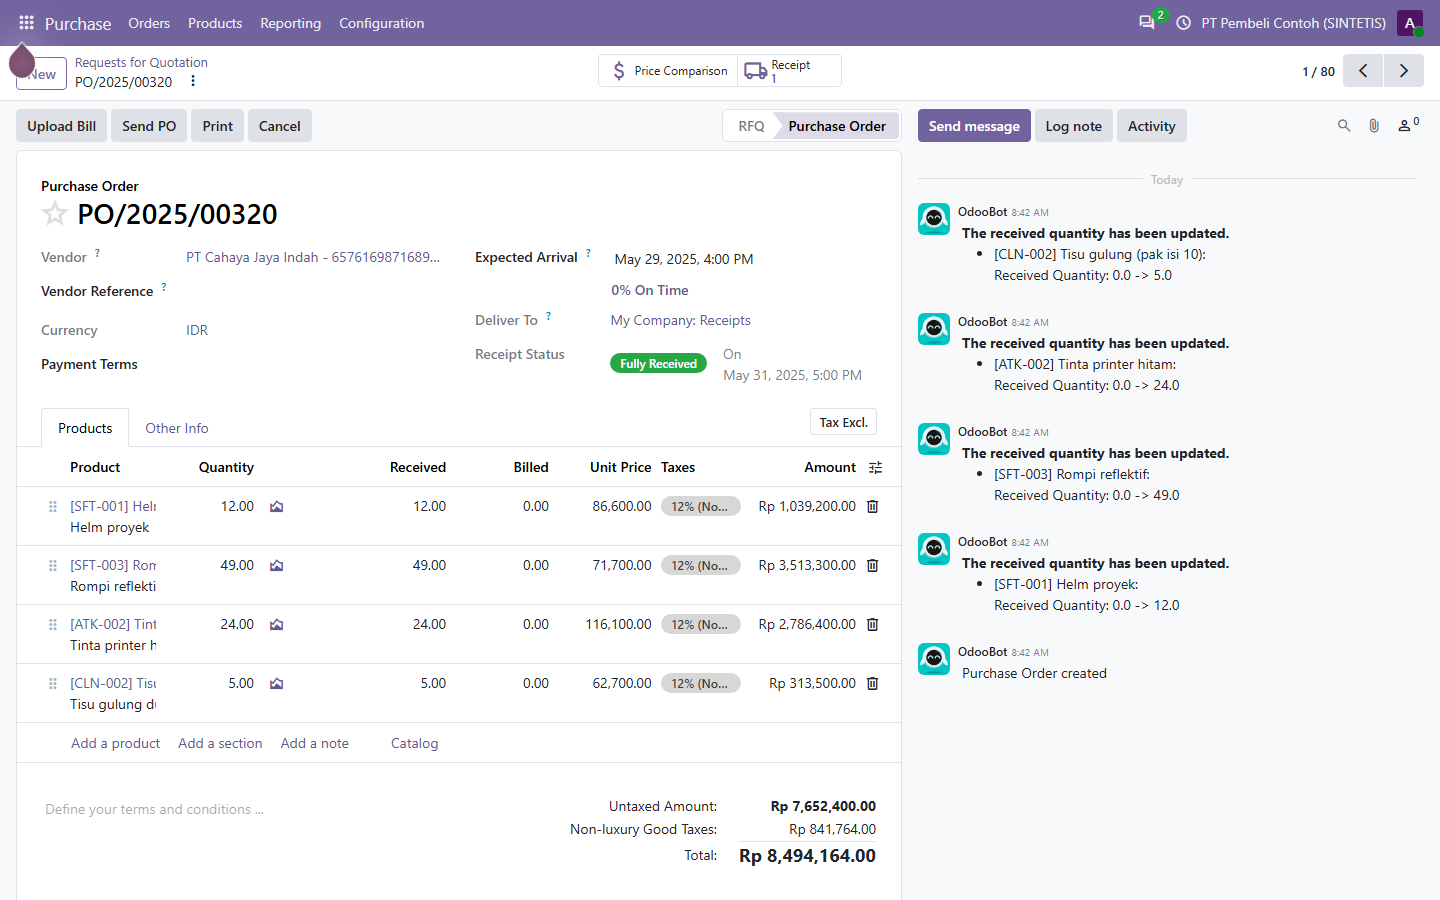 Purchase Orders Products Reporting Configuration 2 PT Pembeli Contoh (SINTETIS) A
New Requests for Quotation
PO/2025/00320
Price Comparison Receipt
1
1 / 80
Upload Bill Send PO Print Cancel RFQ Purchase Order
Send message Log note Activity 0
Purchase Order
PO/2025/00320
Vendor ? PT Cahaya Jaya Indah - 6576169871689...
Vendor Reference ?
Currency IDR
Payment Terms
Expected Arrival ? May 29, 2025, 4:00 PM
0% On Time
Deliver To ? My Company: Receipts
Receipt Status Fully Received On
May 31, 2025, 5:00 PM
Products Other Info Tax Excl.
Product Quantity Received Billed Unit Price Taxes Amount
[SFT-001] Heln 12.00 12.00 0.00 86,600.00 12% (No... Rp 1,039,200.00
Helm proyek
[SFT-003] Rom 49.00 49.00 0.00 71,700.00 12% (No... Rp 3,513,300.00
Rompi reflekti
[ATK-002] Tint 24.00 24.00 0.00 116,100.00 12% (No... Rp 2,786,400.00
Tinta printer h
[CLN-002] Tisu 5.00 5.00 0.00 62,700.00 12% (No... Rp 313,500.00
Tisu gulung du
Add a product Add a section Add a note Catalog
Define your terms and conditions ...
Untaxed Amount: Rp 7,652,400.00
Non-luxury Good Taxes: Rp 841,764.00
Total: Rp 8,494,164.00
Today
OdooBot 8:42 AM
The received quantity has been updated.
[CLN-002] Tisu gulung (pak isi 10):
Received Quantity: 0.0 -> 5.0
OdooBot 8:42 AM
The received quantity has been updated.
[ATK-002] Tinta printer hitam:
Received Quantity: 0.0 -> 24.0
OdooBot 8:42 AM
The received quantity has been updated.
[SFT-003] Rompi reflektif:
Received Quantity: 0.0 -> 49.0
OdooBot 8:42 AM
The received quantity has been updated.
[SFT-001] Helm proyek:
Received Quantity: 0.0 -> 12.0
OdooBot 8:42 AM
Purchase Order created